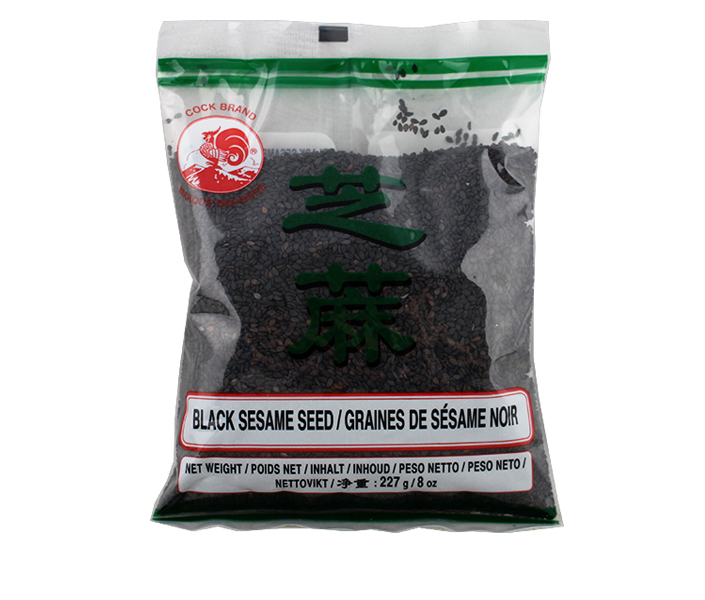 COCK BRAND
®
芝
蔴
BLACK SESAME SEED / GRAINES DE SÉSAME NOIR
NET WEIGHT / POIDS NET / INHALT / INHOUD / PESO NETTO / PESO NETO /
NETTOVIKT / 净重 : 227 g / 8 oz